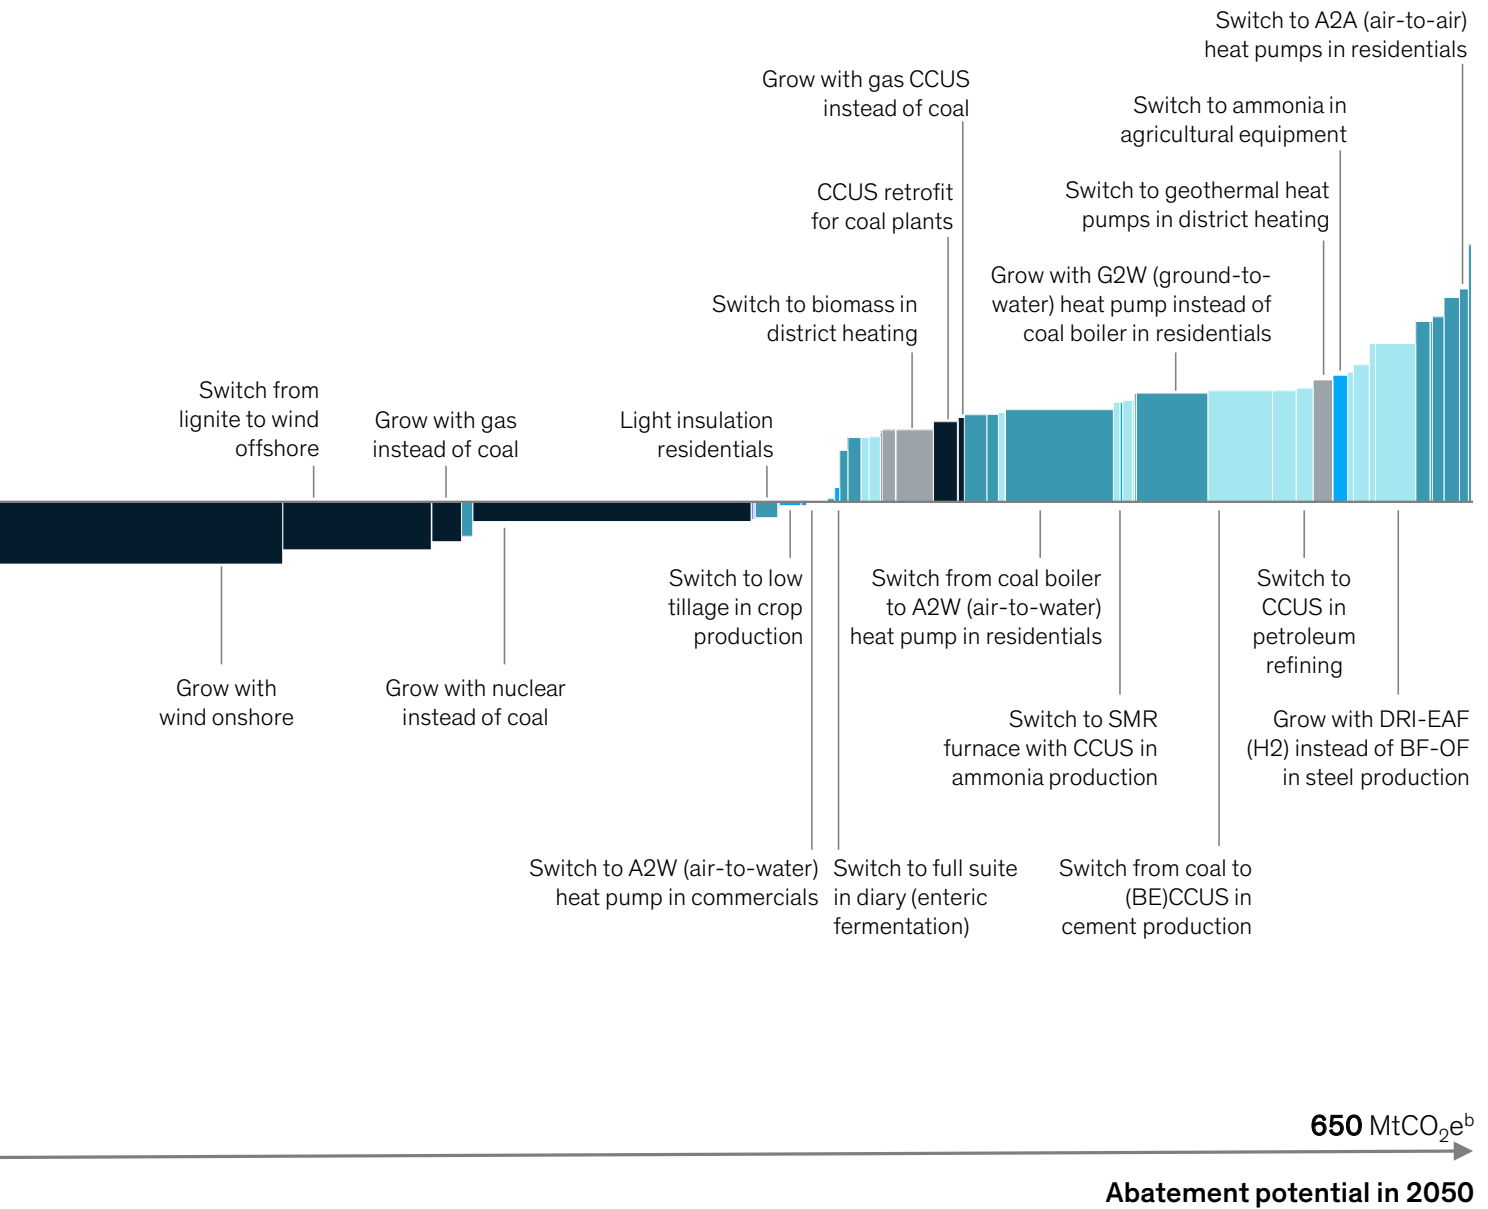 Switch to A2A (air-to-air)
heat pumps in residentials
Grow with gas CCUS
instead of coal
Switch to ammonia in
agricultural equipment
CCUS retrofit
for coal plants
Switch to geothermal heat
pumps in district heating
Grow with G2W (ground-to-
water) heat pump instead of
coal boiler in residentials
Switch to biomass in
district heating
Switch from
lignite to wind
offshore
Grow with gas
instead of coal
Light insulation
residentials
Switch to low
tillage in crop
production
Switch from coal boiler
to A2W (air-to-water)
heat pump in residentials
Switch to
CCUS in
petroleum
refining
Grow with
wind onshore
Grow with nuclear
instead of coal
Switch to SMR
furnace with CCUS in
ammonia production
Grow with DRI-EAF
(H2) instead of BF-OF
in steel production
Switch to A2W (air-to-water)
heat pump in commercials
Switch to full suite
in diary (enteric
fermentation)
Switch from coal to
(BE)CCUS in
cement production
650 MtCO₂eᵇ
Abatement potential in 2050